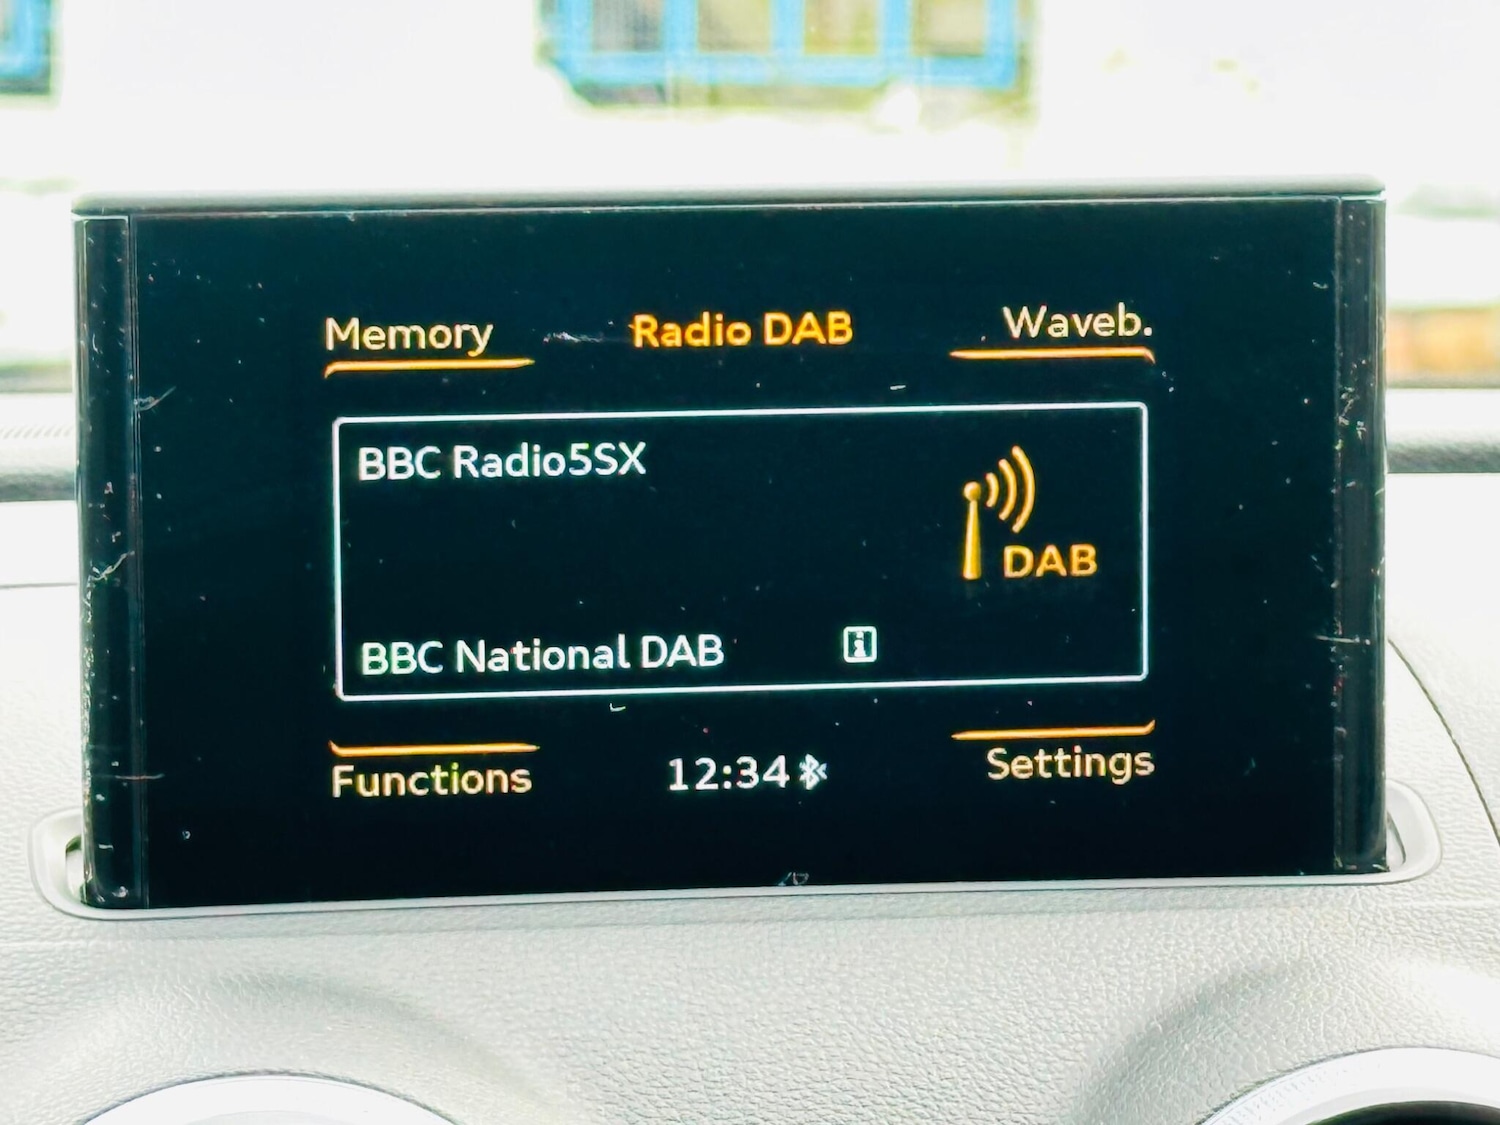 Memory
Radio DAB
Waveb.
BBC Radio5SX
DAB
BBC National DAB
i
Functions
12:34
Settings